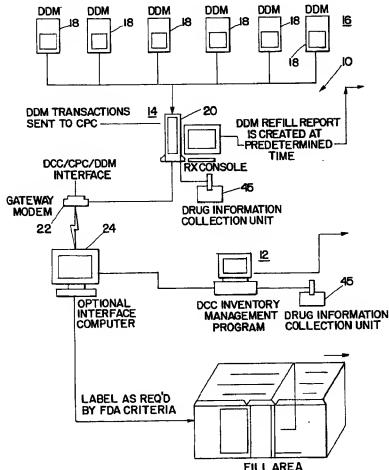 DDM DDM DDM DDM DDM DDM
18 18 18 18 18 16
18
10
DDM TRANSACTIONS
SENT TO CPC
14
20
DDM REFILL REPORT
IS CREATED AT
PREDETERMINED
TIME
RX CONSOLE
DCC/CPC/DDM
INTERFACE
45
DRUG INFORMATION
COLLECTION UNIT
GATEWAY
MODEM
22
24
12
45
OPTIONAL
INTERFACE
COMPUTER
DCC INVENTORY
MANAGEMENT
PROGRAM
DRUG INFORMATION
COLLECTION UNIT
LABEL AS REQ'D
BY FDA CRITERIA
FILL AREA